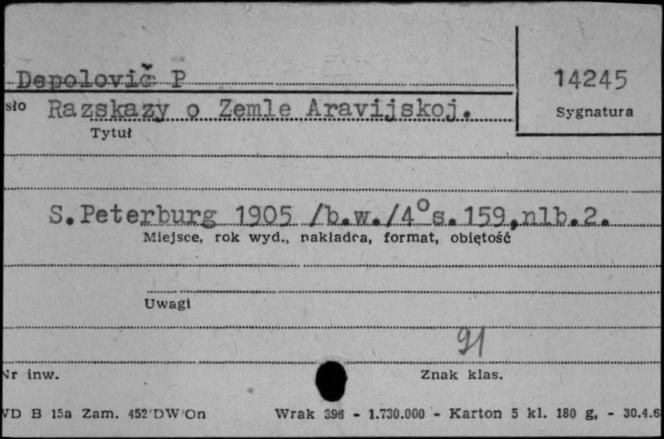 Depolovič P
14245
sło Razskazy o Zemle Aravijskoj.
Sygnatura
Tytuł
S.Peterburg 1905 /b.w./4°s.159,nlb.2.
Miejsce, rok wyd., nakładca, format, objętość
Uwagi
91
Nr inw.
Znak klas.
VD B 15a Zam. 452/DW/On Wrak 396 - 1.730.000 - Karton 5 kl. 180 g, - 30.4.6